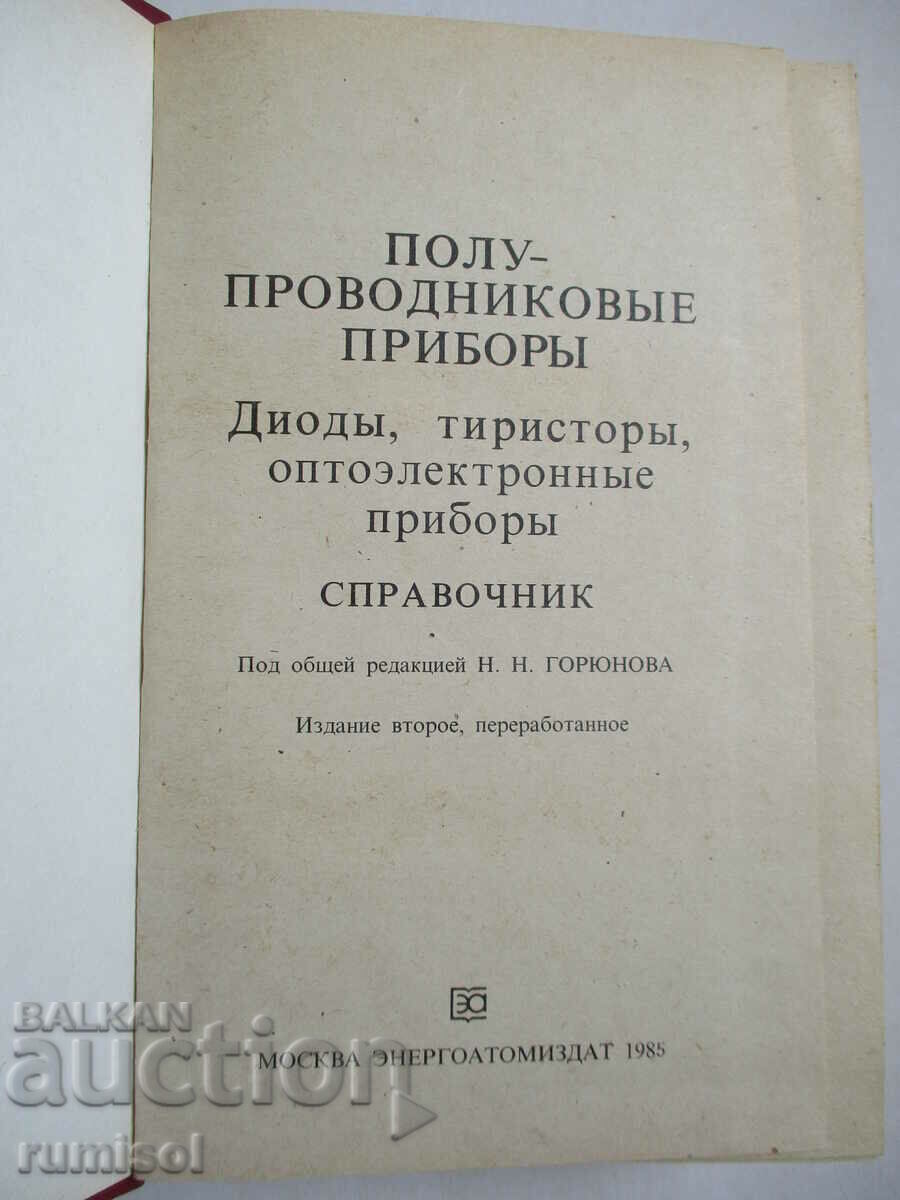 ПОЛУ-
ПРОВОДНИКОВЫЕ
ПРИБОРЫ
Диоды, тиристоры,
оптоэлектронные
приборы
СПРАВОЧНИК
Под общей редакцией Н. Н. ГОРЮНОВА
Издание второе, переработанное
ЭА
МОСКВА ЭНЕРГОАТОМИЗДАТ 1985
BALKAN
auction
rumisol